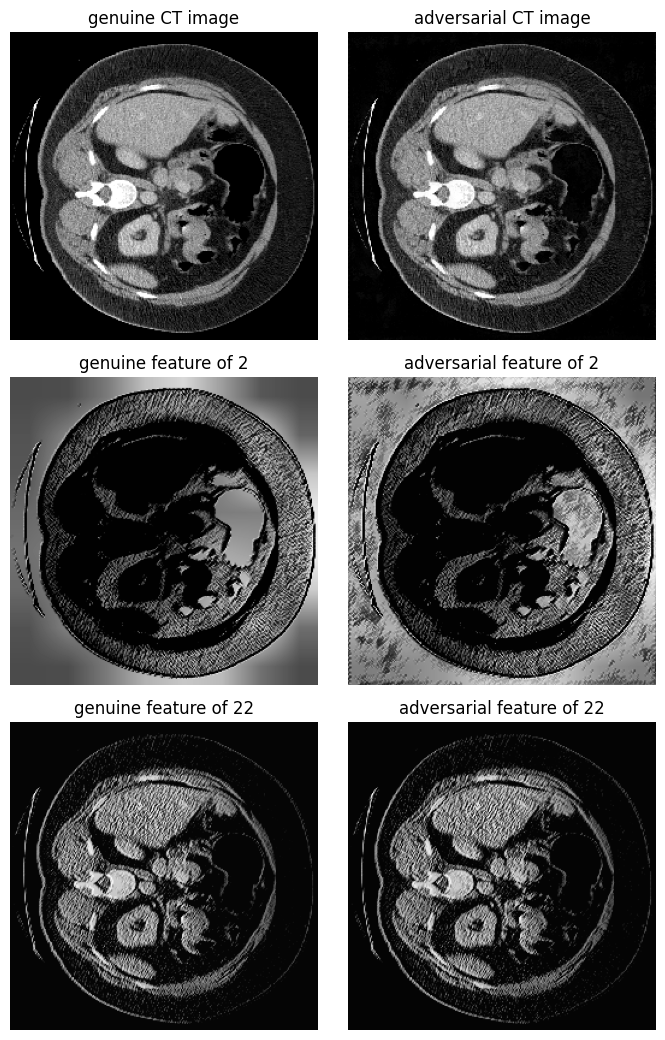 genuine CT image
adversarial CT image
genuine feature of 2
adversarial feature of 2
genuine feature of 22
adversarial feature of 22